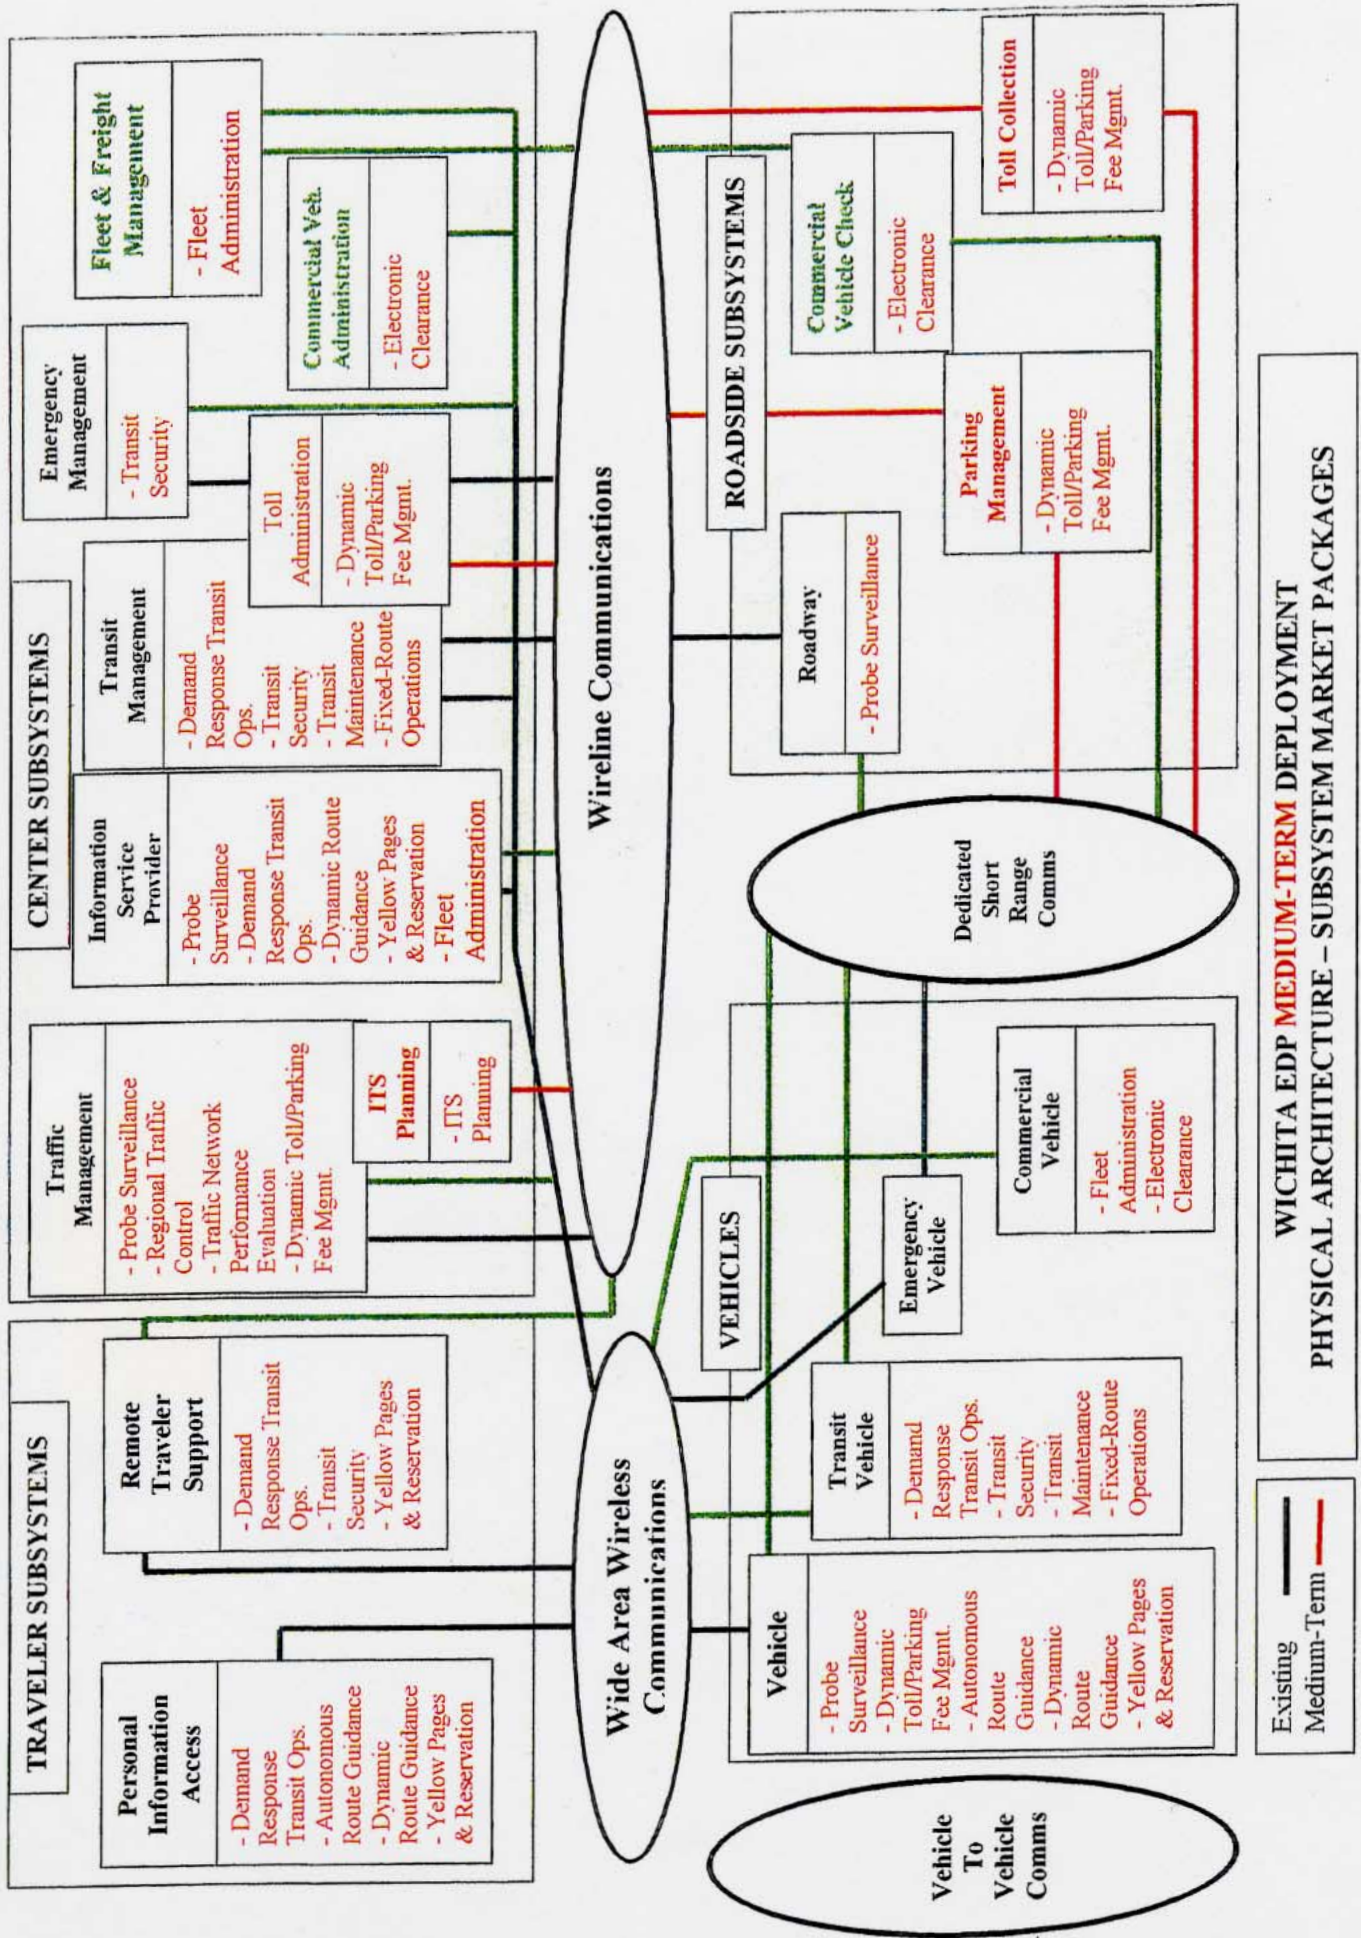 TRAVELER SUBSYSTEMS
Personal
Information
Access
- Demand
Response
Transit Ops.
- Autonomous
Route Guidance
- Dynamic
Route Guidance
- Yellow Pages
& Reservation
Remote
Traveler
Support
- Demand
Response Transit
Ops.
- Transit
Security
- Yellow Pages
& Reservation
CENTER SUBSYSTEMS
Traffic
Management
- Probe Surveillance
- Regional Traffic
Control
- Traffic Network
Performance
Evaluation
- Dynamic Toll/Parking
Fee Mgmt.
ITS
Planning
- ITS
Planning
Information
Service
Provider
- Probe
Surveillance
- Demand
Response Transit
Ops.
- Dynamic Route
Guidance
- Yellow Pages
& Reservation
- Fleet
Administration
Transit
Management
- Demand
Response Transit
Ops.
- Transit
Security
- Transit
Maintenance
- Fixed-Route
Operations
Toll
Administration
- Dynamic
Toll/Parking
Fee Mgmt.
Emergency
Management
- Transit
Security
Commercial Veh.
Administration
- Electronic
Clearance
Fleet & Freight
Management
- Fleet
Administration
Wide Area Wireless
Communications
Wireline Communications
Vehicle
To
Vehicle
Comms
VEHICLES
Vehicle
- Probe
Surveillance
- Dynamic
Toll/Parking
Fee Mgmt.
- Autonomous
Route
Guidance
- Dynamic
Route
Guidance
- Yellow Pages
& Reservation
Transit
Vehicle
- Demand
Response
Transit Ops.
- Transit
Security
- Transit
Maintenance
- Fixed-Route
Operations
Emergency
Vehicle
Commercial
Vehicle
- Fleet
Administration
- Electronic
Clearance
Dedicated
Short
Range
Comms
ROADSIDE SUBSYSTEMS
Roadway
- Probe Surveillance
Parking
Management
- Dynamic
Toll/Parking
Fee Mgmt.
Commercial
Vehicle Check
- Electronic
Clearance
Toll Collection
- Dynamic
Toll/Parking
Fee Mgmt.
Existing
Medium-Term
WICHITA EDP MEDIUM-TERM DEPLOYMENT
PHYSICAL ARCHITECTURE – SUBSYSTEM MARKET PACKAGES